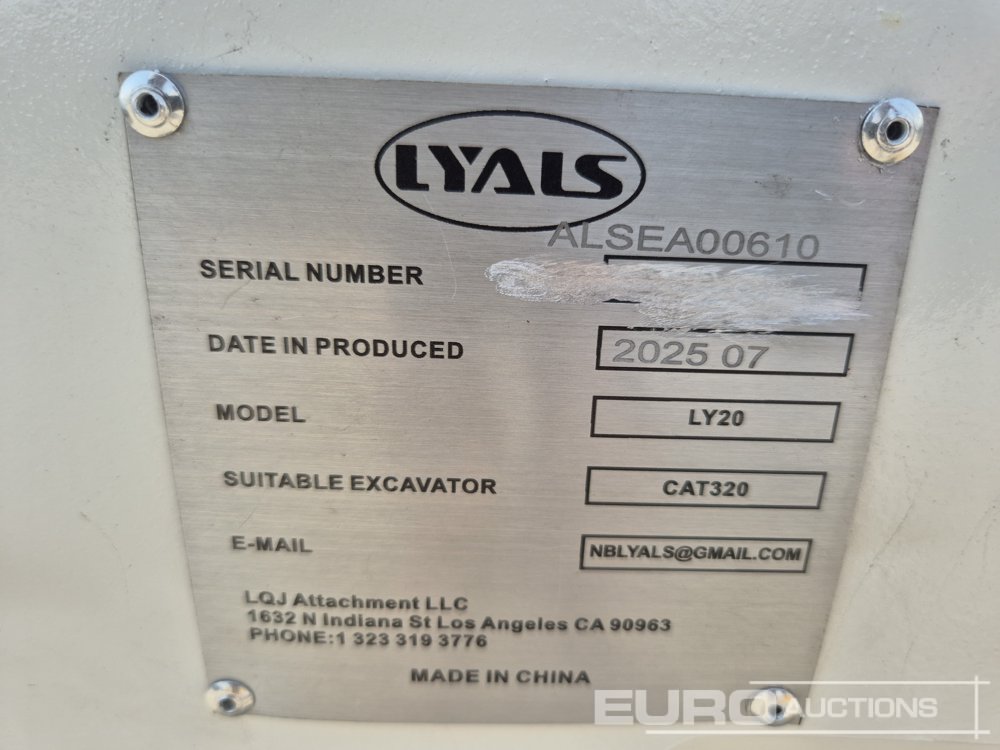 LYALS
ALSEA00610
SERIAL NUMBER
DATE IN PRODUCED 2025 07
MODEL LY20
SUITABLE EXCAVATOR CAT320
E-MAIL NBLYALS@GMAIL.COM
LQJ Attachment LLC
1632 N Indiana St Los Angeles CA 90963
PHONE:1 323 319 3776
MADE IN CHINA
EURO AUCTIONS